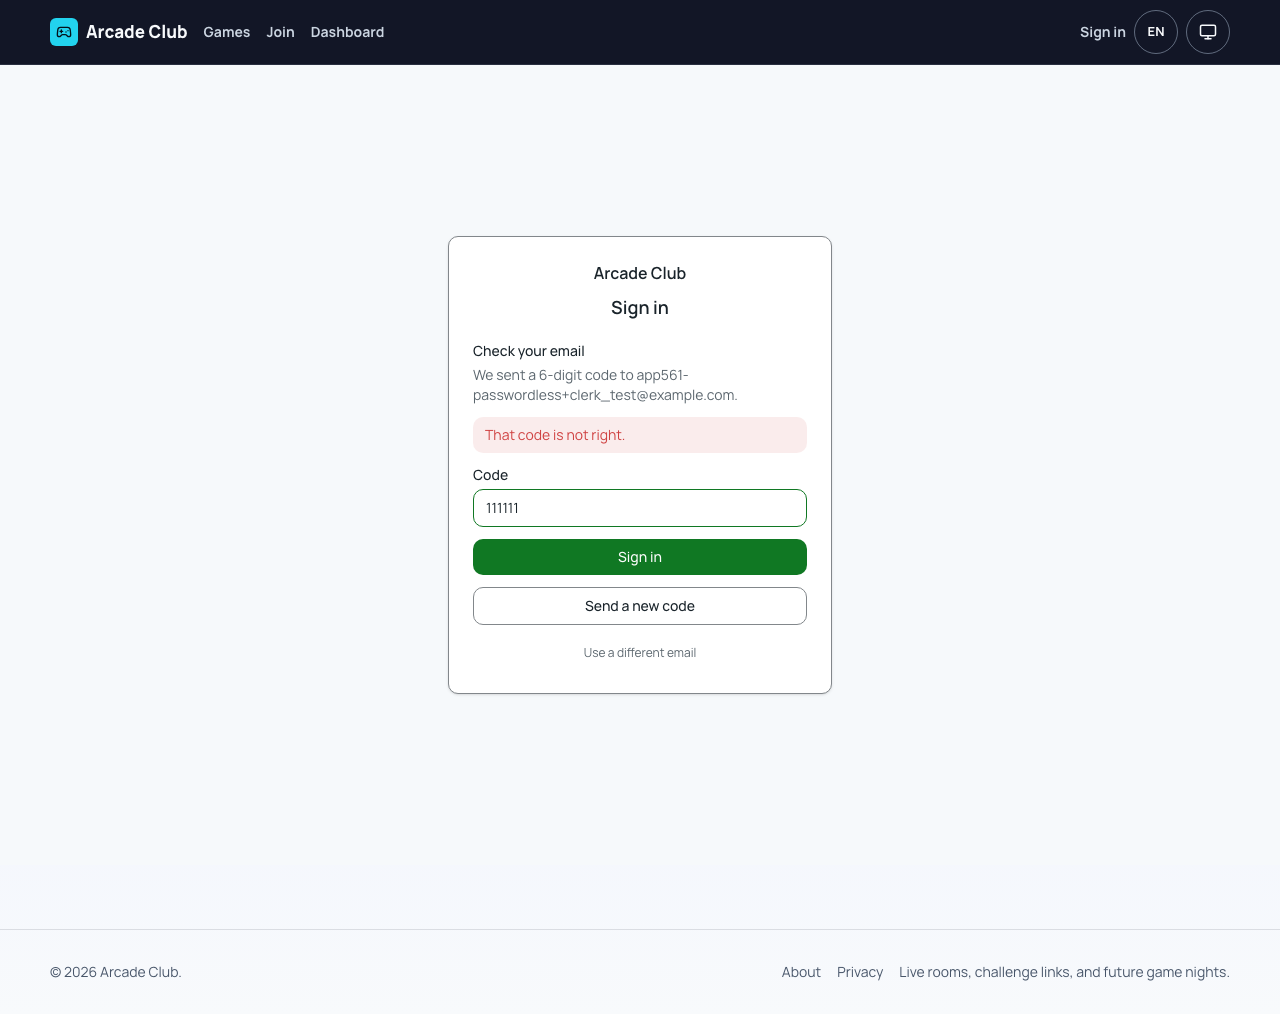 Arcade Club Games Join Dashboard Sign in EN
Arcade Club
Sign in
Check your email
We sent a 6-digit code to app561-
passwordless+clerk_test@example.com.
That code is not right.
Code
111111
Sign in
Send a new code
Use a different email
© 2026 Arcade Club. About Privacy Live rooms, challenge links, and future game nights.